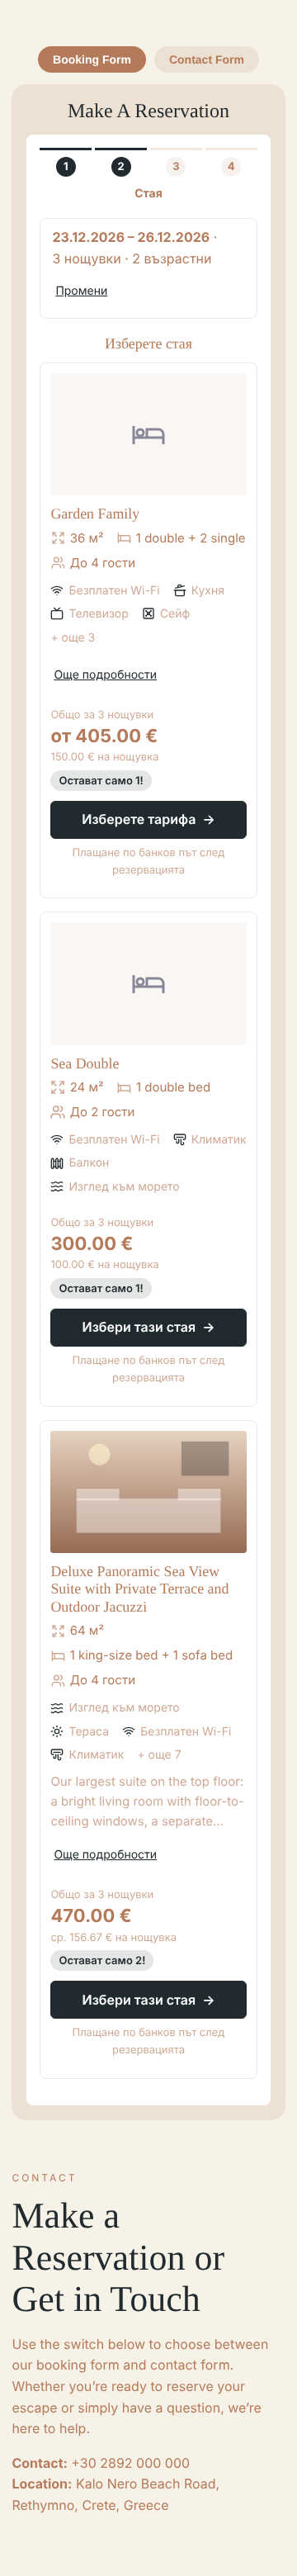 Booking Form
Contact Form
Make A Reservation
1
2
3
4
Стая
23.12.2026 – 26.12.2026 ·
3 нощувки · 2 възрастни
Промени
Изберете стая
Garden Family
36 м² 1 double + 2 single
До 4 гости
Безплатен Wi-Fi Кухня
Телевизор Сейф
+ още 3
Още подробности
Общо за 3 нощувки
от 405.00 €
150.00 € на нощувка
Остават само 1!
Изберете тарифа →
Плащане по банков път след
резервацията
Sea Double
24 м² 1 double bed
До 2 гости
Безплатен Wi-Fi Климатик
Балкон
Изглед към морето
Общо за 3 нощувки
300.00 €
100.00 € на нощувка
Остават само 1!
Избери тази стая →
Плащане по банков път след
резервацията
Deluxe Panoramic Sea View
Suite with Private Terrace and
Outdoor Jacuzzi
64 м²
1 king-size bed + 1 sofa bed
До 4 гости
Изглед към морето
Тераса Безплатен Wi-Fi
Климатик + още 7
Our largest suite on the top floor:
a bright living room with floor-to-
ceiling windows, a separate...
Още подробности
Общо за 3 нощувки
470.00 €
ср. 156.67 € на нощувка
Остават само 2!
Избери тази стая →
Плащане по банков път след
резервацията
CONTACT
Make a
Reservation or
Get in Touch
Use the switch below to choose between
our booking form and contact form.
Whether you’re ready to reserve your
escape or simply have a question, we’re
here to help.
Contact: +30 2892 000 000
Location: Kalo Nero Beach Road,
Rethymno, Crete, Greece